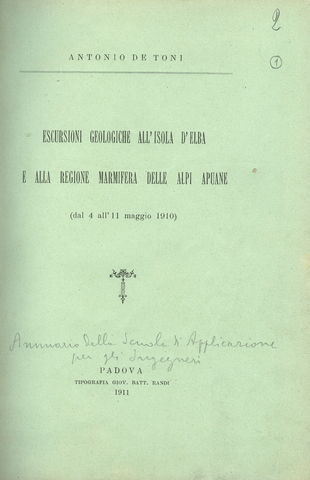 2
1
ANTONIO DE TONI
ESCURSIONI GEOLOGICHE ALL'ISOLA D'ELBA
E ALLA REGIONE MARMIFERA DELLE ALPI APUANE
(dal 4 all'11 maggio 1910)
Annuario della Scuola d'Applicazione
per gli Ingegneri
PADOVA
TIPOGRAFIA GIOV. BATT. RANDI
1911